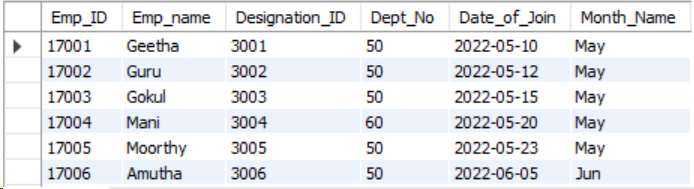 Emp_ID Emp_name Designation_ID Dept_No Date_of_Join Month_Name
17001 Geetha 3001 50 2022-05-10 May
17002 Guru 3002 50 2022-05-12 May
17003 Gokul 3003 50 2022-05-15 May
17004 Mani 3004 60 2022-05-20 May
17005 Moorthy 3005 50 2022-05-23 May
17006 Amutha 3006 50 2022-06-05 Jun